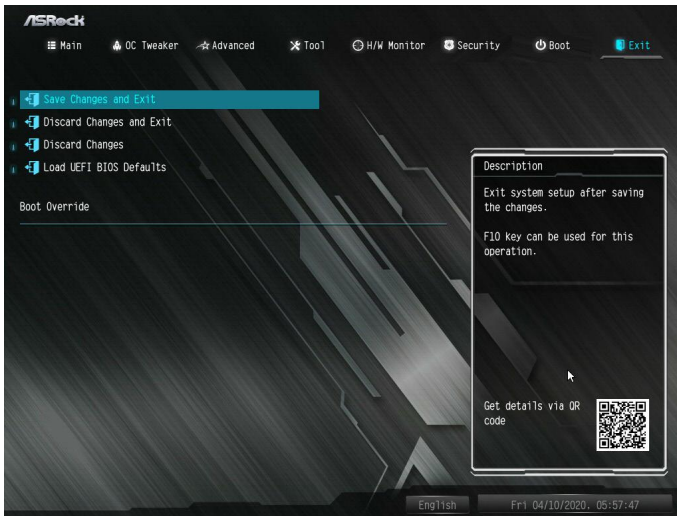 ASRock
Main OC Tweaker Advanced Tool H/W Monitor Security Boot Exit
Save Changes and Exit
Discard Changes and Exit
Discard Changes
Load UEFI BIOS Defaults
Boot Override
Description
Exit system setup after saving
the changes.
F10 key can be used for this
operation.
Get details via QR
code
English
Fri 04/10/2020. 05:57:47